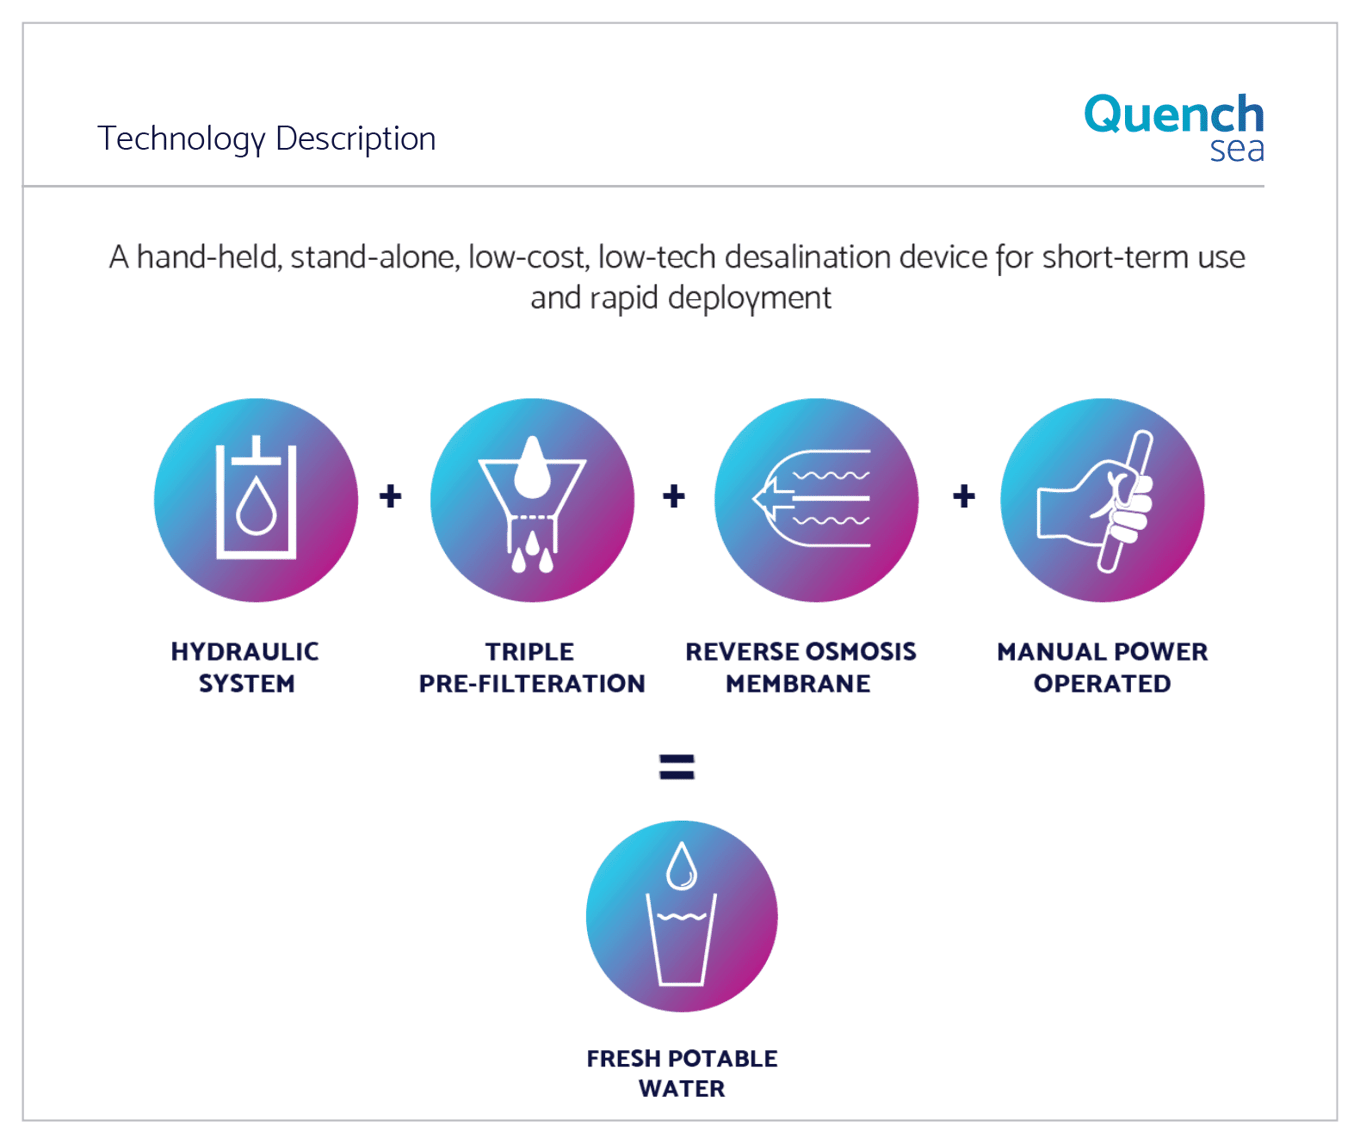 Technology Description
Quench
sea
A hand-held, stand-alone, low-cost, low-tech desalination device for short-term use
and rapid deployment
+
+
+
HYDRAULIC
SYSTEM
TRIPLE
PRE-FILTERATION
REVERSE OSMOSIS
MEMBRANE
MANUAL POWER
OPERATED
=
FRESH POTABLE
WATER